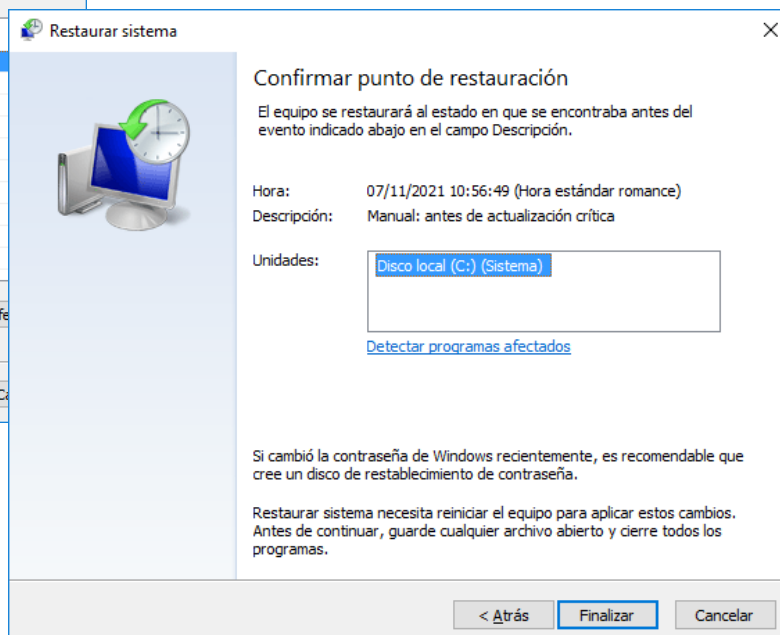 Restaurar sistema
Confirmar punto de restauración
El equipo se restaurará al estado en que se encontraba antes del
evento indicado abajo en el campo Descripción.
Hora: 07/11/2021 10:56:49 (Hora estándar romance)
Descripción: Manual: antes de actualización crítica
Unidades: Disco local (C:) (Sistema)
Detectar programas afectados
Si cambió la contraseña de Windows recientemente, es recomendable que
cree un disco de restablecimiento de contraseña.
Restaurar sistema necesita reiniciar el equipo para aplicar estos cambios.
Antes de continuar, guarde cualquier archivo abierto y cierre todos los
programas.
< Atrás Finalizar Cancelar